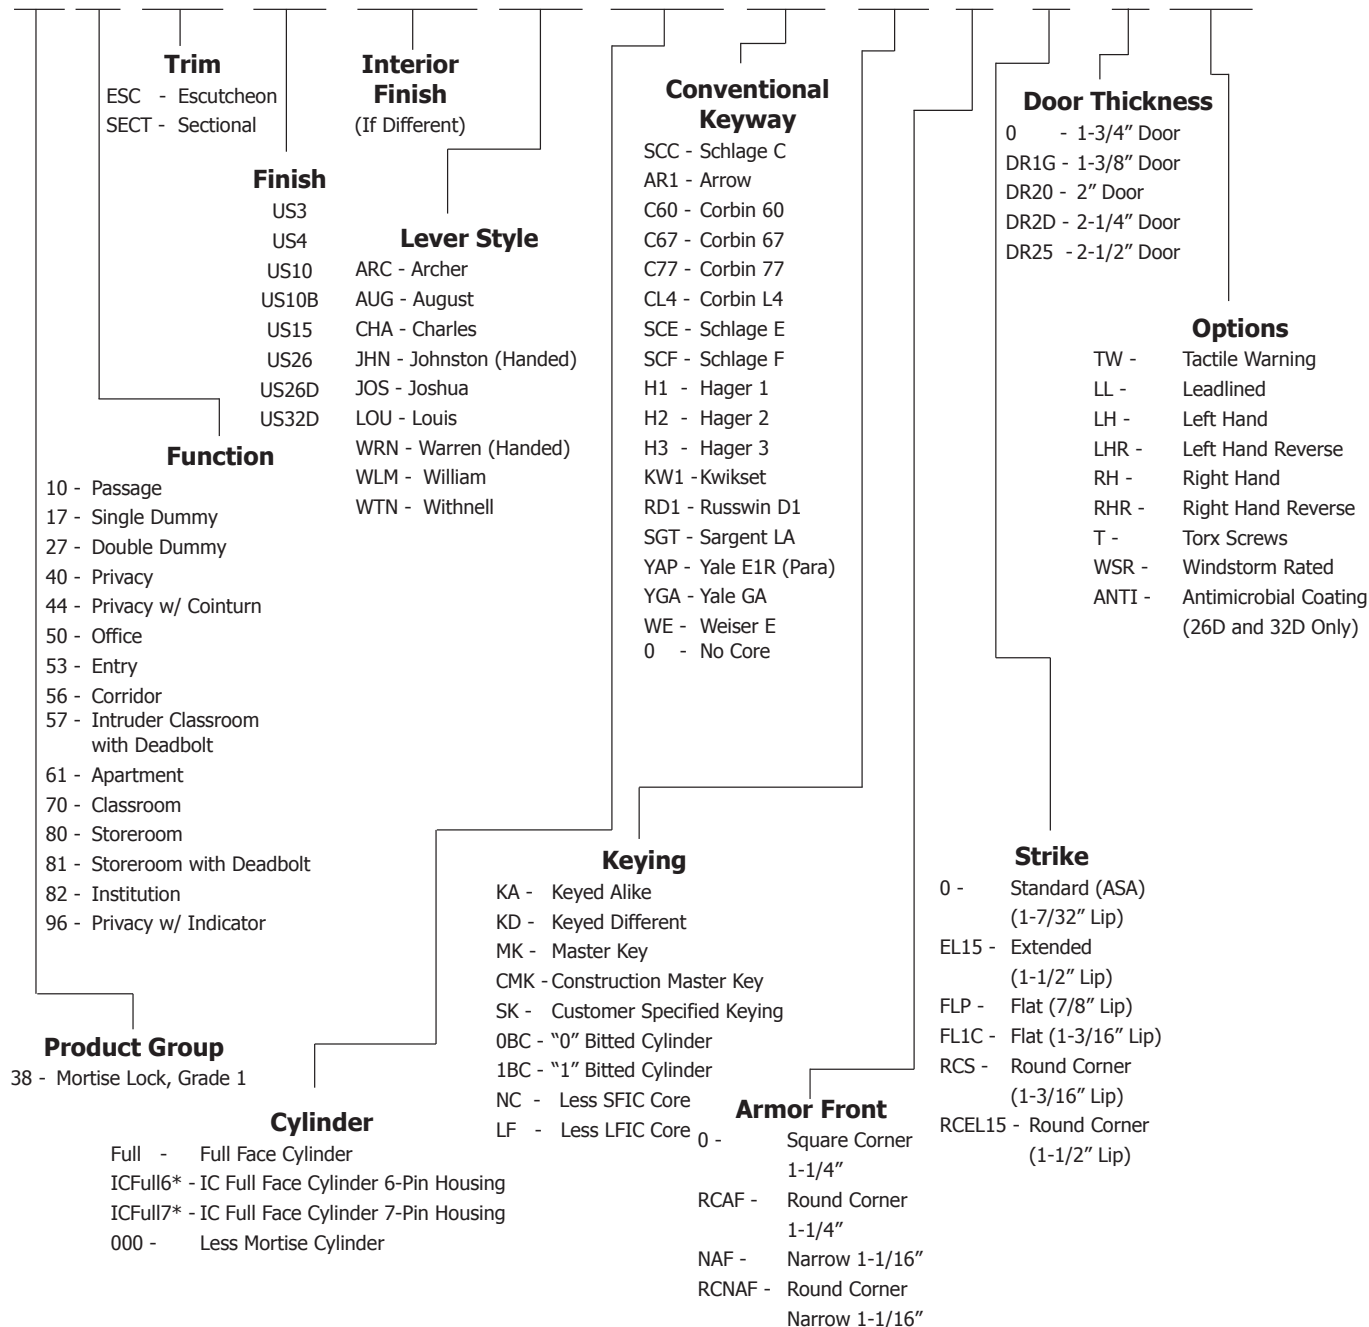 Trim
ESC - Escutcheon
SECT - Sectional
Interior
Finish
(If Different)
Finish
US3
US4
US10
US10B
US15
US26
US26D
US32D
Lever Style
ARC - Archer
AUG - August
CHA - Charles
JHN - Johnston (Handed)
JOS - Joshua
LOU - Louis
WRN - Warren (Handed)
WLM - William
WTN - Withnell
Conventional
Keyway
SCC - Schlage C
AR1 - Arrow
C60 - Corbin 60
C67 - Corbin 67
C77 - Corbin 77
CL4 - Corbin L4
SCE - Schlage E
SCF - Schlage F
H1 - Hager 1
H2 - Hager 2
H3 - Hager 3
KW1 - Kwikset
RD1 - Russwin D1
SGT - Sargent LA
YAP - Yale E1R (Para)
YGA - Yale GA
WE - Weiser E
0 - No Core
Door Thickness
0 - 1-3/4” Door
DR1G - 1-3/8” Door
DR20 - 2” Door
DR2D - 2-1/4” Door
DR25 - 2-1/2” Door
Options
TW - Tactile Warning
LL - Leadlined
LH - Left Hand
LHR - Left Hand Reverse
RH - Right Hand
RHR - Right Hand Reverse
T - Torx Screws
WSR - Windstorm Rated
ANTI - Antimicrobial Coating
(26D and 32D Only)
Function
10 - Passage
17 - Single Dummy
27 - Double Dummy
40 - Privacy
44 - Privacy w/ Cointurn
50 - Office
53 - Entry
56 - Corridor
57 - Intruder Classroom
with Deadbolt
61 - Apartment
70 - Classroom
80 - Storeroom
81 - Storeroom with Deadbolt
82 - Institution
96 - Privacy w/ Indicator
Product Group
38 - Mortise Lock, Grade 1
Cylinder
Full - Full Face Cylinder
ICFull6* - IC Full Face Cylinder 6-Pin Housing
ICFull7* - IC Full Face Cylinder 7-Pin Housing
000 - Less Mortise Cylinder
Keying
KA - Keyed Alike
KD - Keyed Different
MK - Master Key
CMK - Construction Master Key
SK - Customer Specified Keying
0BC - “0” Bitted Cylinder
1BC - “1” Bitted Cylinder
NC - Less SFIC Core
LF - Less LFIC Core
Armor Front
0 - Square Corner
1-1/4”
RCAF - Round Corner
1-1/4”
NAF - Narrow 1-1/16”
RCNAF - Round Corner
Narrow 1-1/16”
Strike
0 - Standard (ASA)
(1-7/32” Lip)
EL15 - Extended
(1-1/2” Lip)
FLP - Flat (7/8” Lip)
FL1C - Flat (1-3/16” Lip)
RCS - Round Corner
(1-3/16” Lip)
RCEL15 - Round Corner
(1-1/2” Lip)